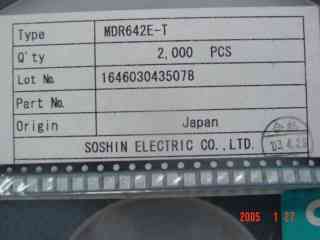 Type MDR642E-T
Q'ty 2,000 PCS
Lot No. 1646030435078
Part No.
Origin Japan
SOSHIN ELECTRIC CO.,LTD.
2005 1 27